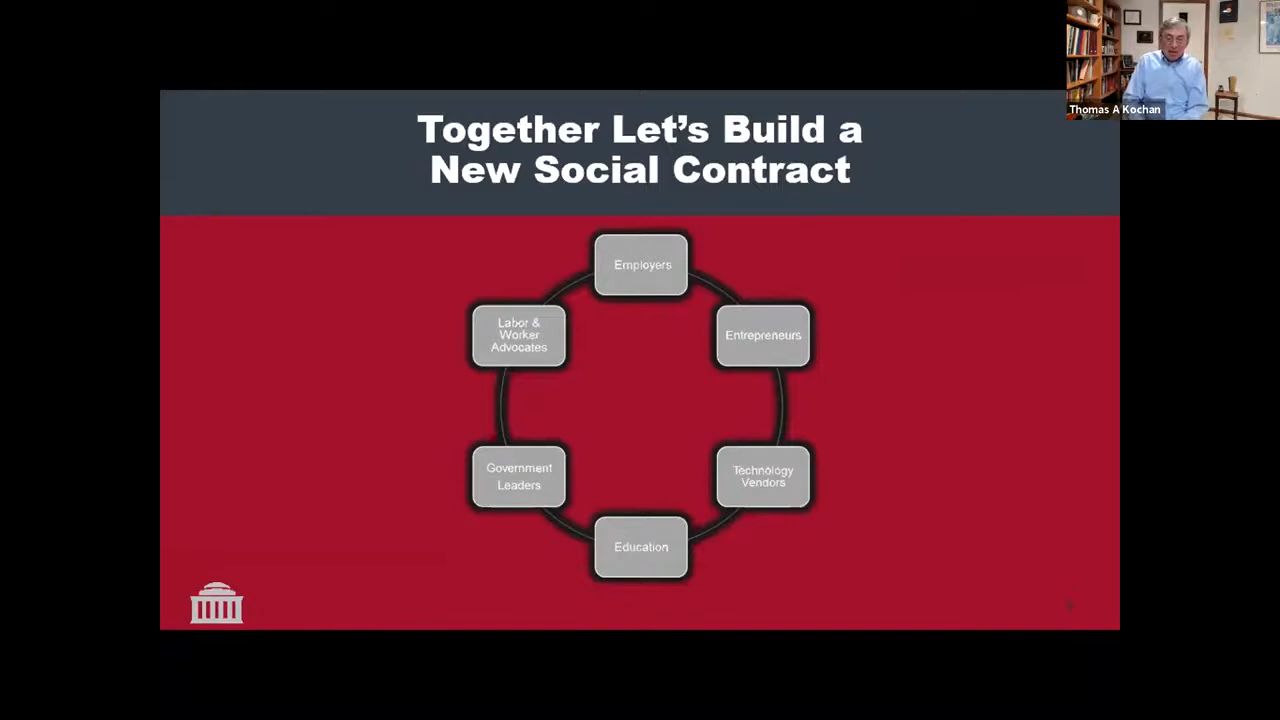 Thomas A Kochan
Together Let's Build a
New Social Contract
Employers
Labor &
Worker
Advocates
Entrepreneurs
Government
Leaders
Technology
Vendors
Education